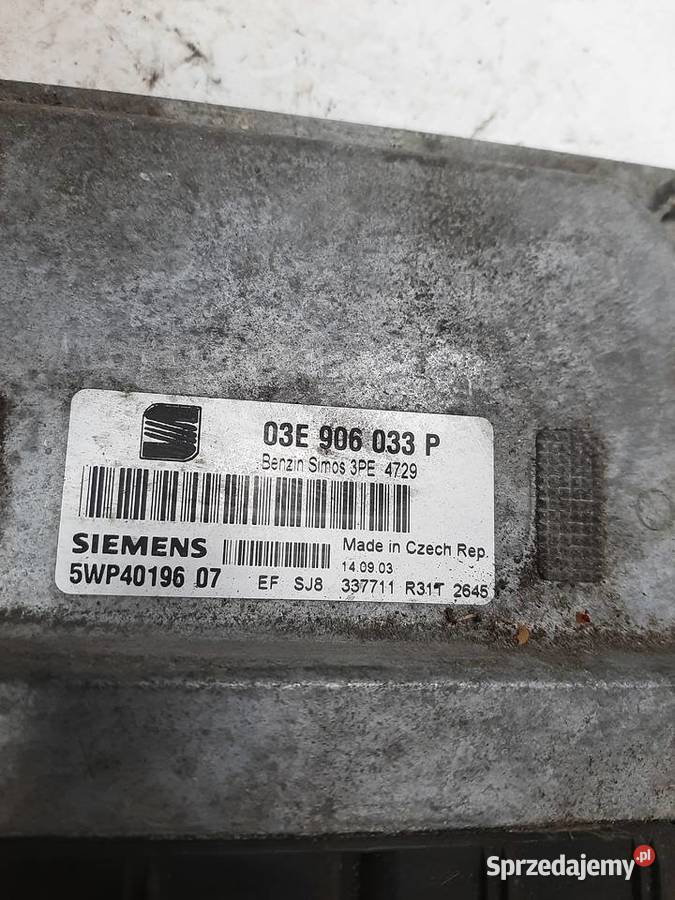 03E 906 033 P
Benzin Simos 3PE 4729
SIEMENS
Made in Czech Rep.
14.09.03
5WP40196 07
EF SJ8 337711 R31T 2645
Sprzedajemy.pl